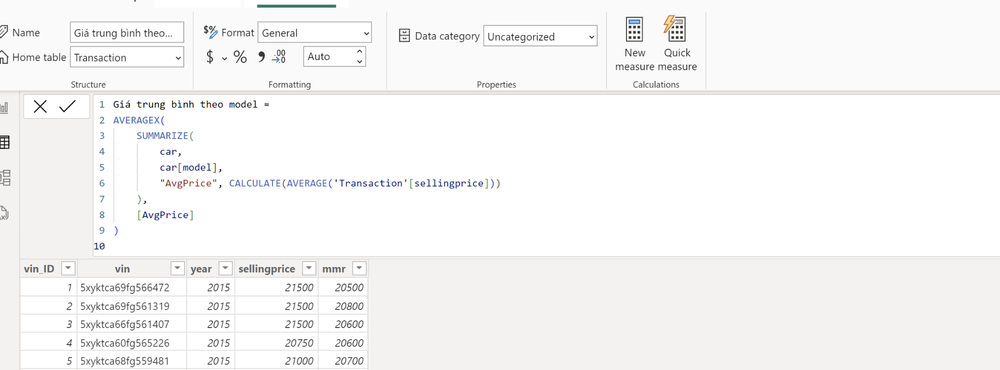 Name
Giá trung bình theo...
Home table
Transaction
Structure
$% Format
General
$ % , .00 .0
Auto
Formatting
Data category
Uncategorized
Properties
New measure
Quick measure
Calculations
1 Giá trung bình theo model =
2 AVERAGEX(
3 SUMMARIZE(
4 car,
5 car[model],
6 "AvgPrice", CALCULATE(AVERAGE('Transaction'[sellingprice]))
7 ),
8 [AvgPrice]
9 )
10
vin_ID vin year sellingprice mmr
1 5xyktca69fg566472 2015 21500 20500
2 5xyktca69fg561319 2015 21500 20800
3 5xyktca66fg561407 2015 21500 20600
4 5xyktca60fg565226 2015 20750 20600
5 5xyktca68fg559481 2015 21000 20700